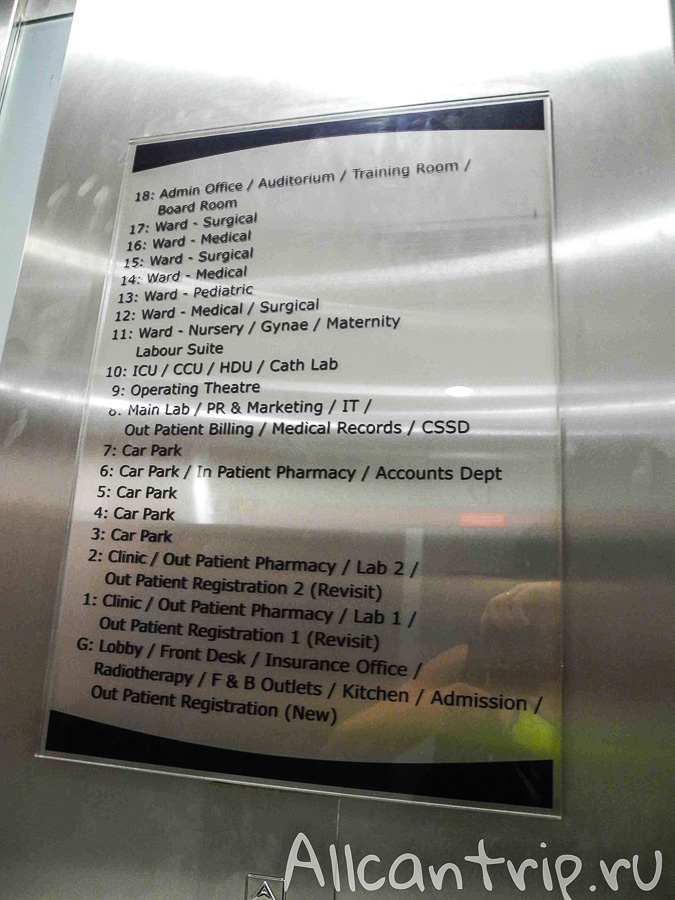 18: Admin Office / Auditorium / Training Room /
Board Room
17: Ward - Surgical
16: Ward - Medical
15: Ward - Surgical
14: Ward - Medical
13: Ward - Pediatric
12: Ward - Medical / Surgical
11: Ward - Nursery / Gynae / Maternity
Labour Suite
10: ICU / CCU / HDU / Cath Lab
9: Operating Theatre
8: Main Lab / PR & Marketing / IT /
Out Patient Billing / Medical Records / CSSD
7: Car Park
6: Car Park / In Patient Pharmacy / Accounts Dept
5: Car Park
4: Car Park
3: Car Park
2: Clinic / Out Patient Pharmacy / Lab 2 /
Out Patient Registration 2 (Revisit)
1: Clinic / Out Patient Pharmacy / Lab 1 /
Out Patient Registration 1 (Revisit)
G: Lobby / Front Desk / Insurance Office /
Radiotherapy / F & B Outlets / Kitchen / Admission /
Out Patient Registration (New)
Allcantrip.ru